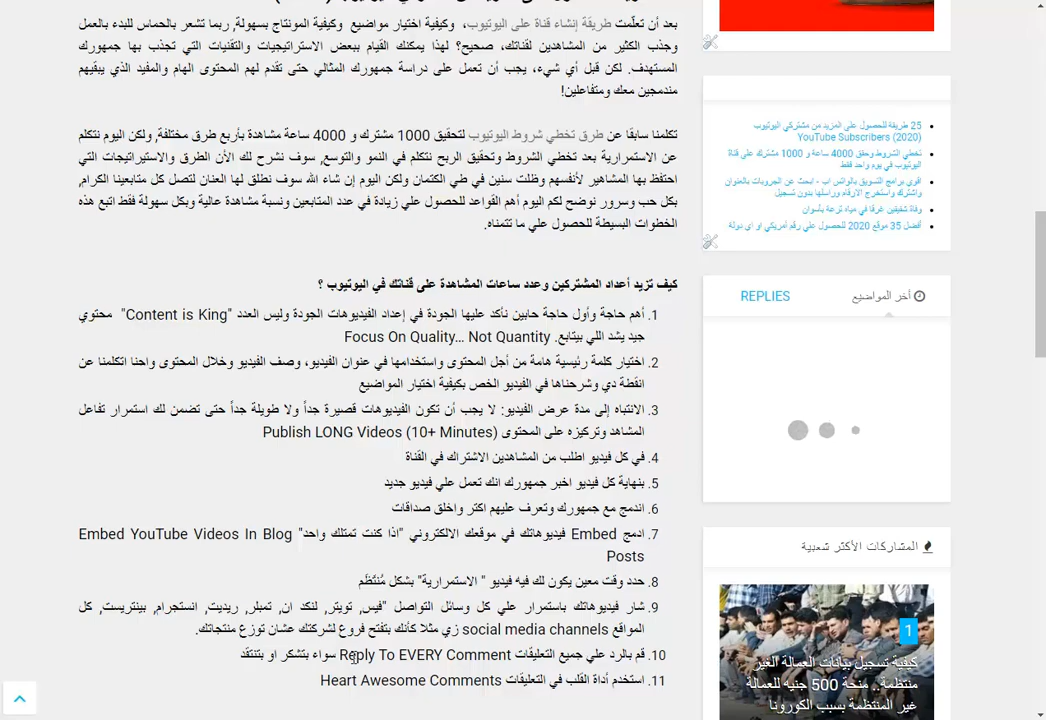 بعد أن تعلّمت طريقة إنشاء قناة على اليوتيوب، وكيفية اختيار مواضيع وكيفية المونتاج بسهولة, ربما تشعر بالحماس للبدء بالعمل
وجذب الكثير من المشاهدين لقناتك، صحيح؟ لهذا يمكنك القيام ببعض الاستراتيجيات والتقنيات التي تجذب بها جمهورك
المستهدف. لكن قبل أي شيء، يجب أن تعمل على دراسة جمهورك المثالي حتى تقدم لهم المحتوى الهام والمفيد الذي يبقيهم
مندمجين معك ومتفاعلين!
تكلمنا سابقا عن طرق تخطي شروط اليوتيوب لتحقيق 1000 مشترك و 4000 ساعة مشاهدة بأربع طرق مختلفة, ولكن اليوم نتكلم
عن الاستمرارية بعد تخطي الشروط وتحقيق الربح نتكلم في النمو والتوسع, سوف نشرح لك الأن الطرق والاستيراتيجات التي
احتفظ بها المشاهير لأنفسهم وظلت سنين في طي الكتمان ولكن اليوم إن شاء الله سوف نطلق لها العنان لتصل كل متابعينا الكرام,
بكل حب وسرور نوضح لكم اليوم أهم القواعد للحصول علي زيادة في عدد المتابعين ونسبة مشاهدة عالية وبكل سهولة فقط اتبع هذه
الخطوات البسيطة للحصول علي ما تتمناه.
كيف تزيد أعداد المشتركين وعدد ساعات المشاهدة على قناتك في اليوتيوب ؟
1. أهم حاجة وأول حاجة حابين نأكد عليها الجودة في إعداد الفيديوهات الجودة وليس العدد "Content is King" محتوي
جيد يشد اللي بيتابع. Focus On Quality… Not Quantity
2. اختيار كلمة رئيسية هامة من أجل المحتوى واستخدامها في عنوان الفيديو، وصف الفيديو وخلال المحتوى واحنا اتكلمنا عن
انقطة دي وشرحناها في الفيديو الخص بكيفية اختيار المواضيع
3. الانتباه إلى مدة عرض الفيديو: لا يجب أن تكون الفيديوهات قصيرة جداً ولا طويلة جداً حتى تضمن لك استمرار تفاعل
المشاهد وتركيزه على المحتوى Publish LONG Videos (10+ Minutes)
4. في كل فيديو اطلب من المشاهدين الاشتراك في القناة
5. بنهاية كل فيديو اخبر جمهورك انك تعمل علي فيديو جديد
6. اندمج مع جمهورك وتعرف عليهم اكثر واخلق صداقات
7. ادمج Embed فيديوهاتك في موقعك الالكتروني "اذا كنت تمتلك واحد" Embed YouTube Videos In Blog
Posts
8. حدد وقت معين يكون لك فيه فيديو " الاستمرارية" بشكل مُنتَظَم
9. شار فيديوهاتك باستمرار علي كل وسائل التواصل "فيس, تويتر, لنكد ان, تمبلر, ريديت, انستجرام, بينتريست, كل
المواقع social media channels زي مثلا كأنك بتفتح فروع لشركتك عشان توزع منتجاتك.
10. قم بالرد علي جميع التعليقات Reply To EVERY Comment سواء بتشكر او بتنتقد
11. استخدم أداة القلب في التعليقات Heart Awesome Comments
25 طريقة للحصول على المزيد من مشتركي اليوتيوب
YouTube Subscribers (2020)
تخطي الشروط وحقق 4000 ساعة و 1000 مشترك على قناة
اليوتيوب في يوم واحد فقط
اقوي برامج التسويق بالواتس اب - ابحث عن الجروبات بالعنوان
واشترك واستخرج الارقام وراسلها بدون تسجيل
وفاة شقيقين غرقا في مياه ترعة بأسوان
أفضل 35 موقع 2020 للحصول علي رقم أمريكي او اي دولة
أخر المواضيع
REPLIES
المشاركات الأكثر شعبية
1
كيفية تسجيل بيانات العمالة الغير
منتظمة.. منحة 500 جنيه للعمالة
غير المنتظمة بسبب الكورونا